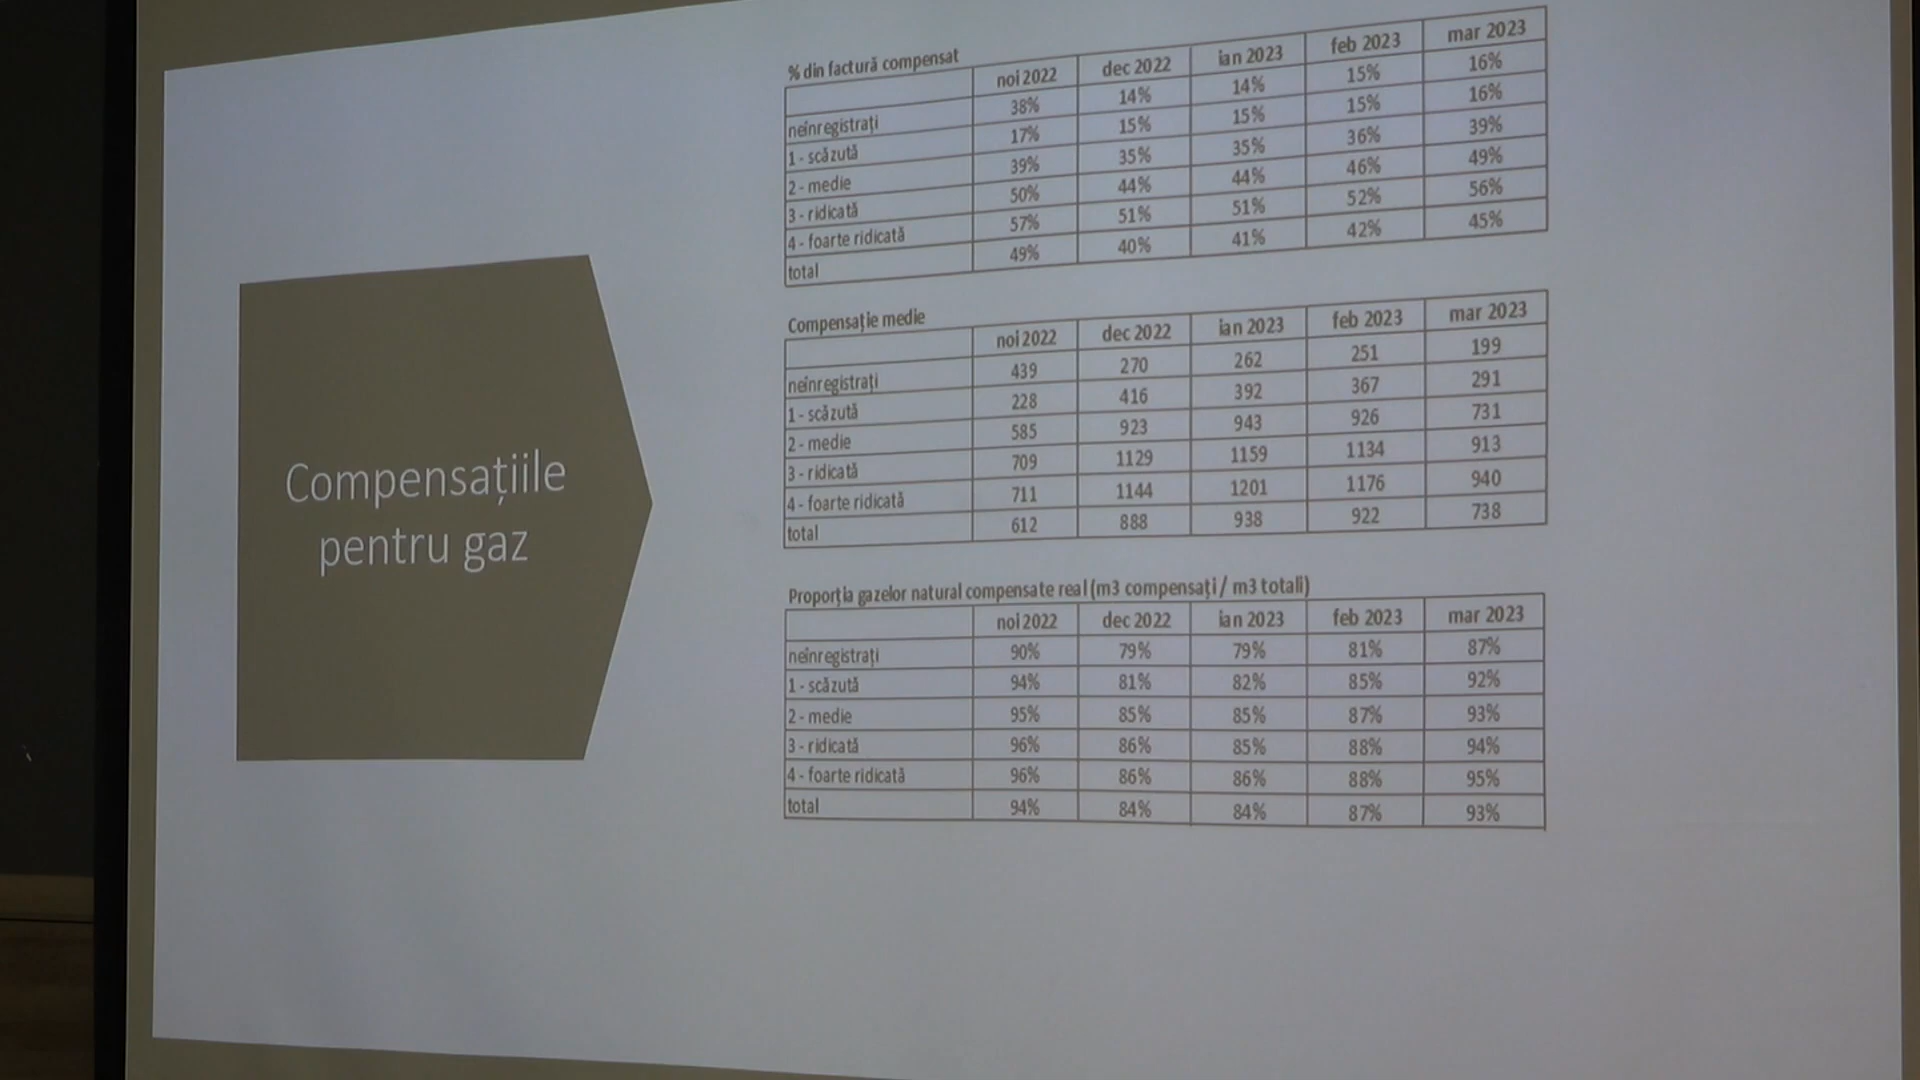 Compensațiile
pentru gaz
% din factură compensat
noi 2022 dec 2022 ian 2023 feb 2023 mar 2023
neînregistrați 38% 14% 14% 15% 16%
1 - scăzută 17% 15% 15% 15% 16%
2 - medie 39% 35% 35% 36% 39%
3 - ridicată 50% 44% 44% 46% 49%
4 - foarte ridicată 57% 51% 51% 52% 56%
total 49% 40% 41% 42% 45%
Compensație medie
noi 2022 dec 2022 ian 2023 feb 2023 mar 2023
neînregistrați 439 270 262 251 199
1 - scăzută 228 416 392 367 291
2 - medie 585 923 943 926 731
3 - ridicată 709 1129 1159 1134 913
4 - foarte ridicată 711 1144 1201 1176 940
total 612 888 938 922 738
Proporția gazelor natural compensate real (m3 compensați / m3 totali)
noi 2022 dec 2022 ian 2023 feb 2023 mar 2023
neînregistrați 90% 79% 79% 81% 87%
1 - scăzută 94% 81% 82% 85% 92%
2 - medie 95% 85% 85% 87% 93%
3 - ridicată 96% 86% 85% 88% 94%
4 - foarte ridicată 96% 86% 86% 88% 95%
total 94% 84% 84% 87% 93%